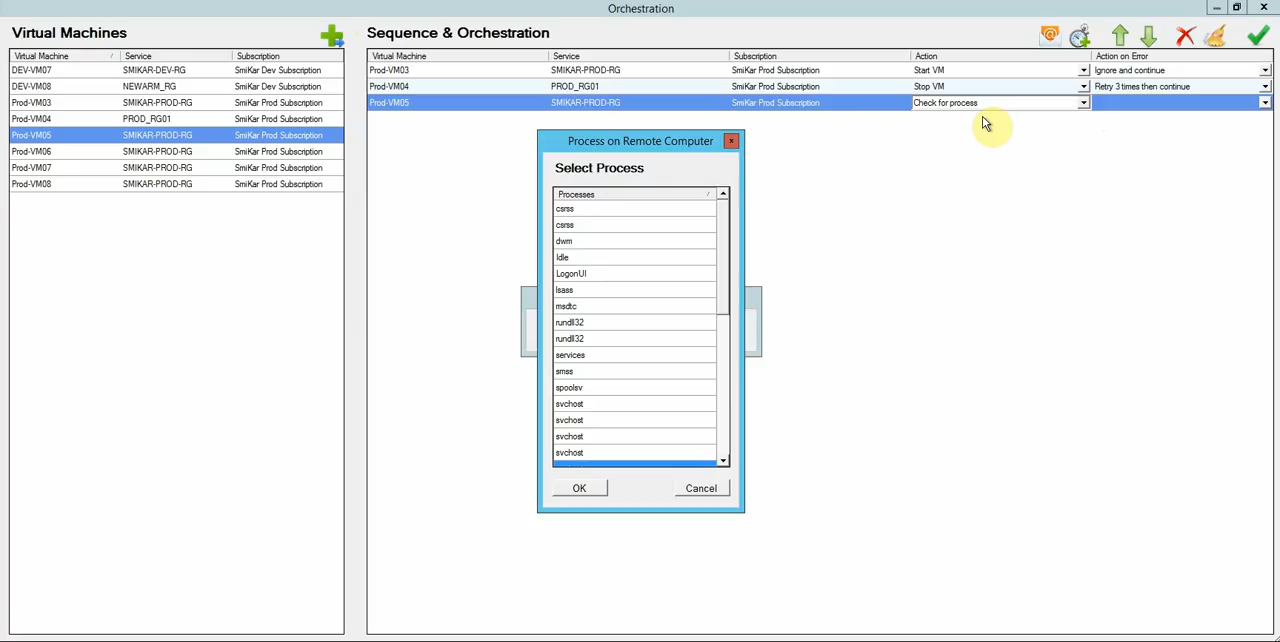 Orchestration
Virtual Machines
Virtual Machine / Service Subscription
DEV-VM07 SMIKAR-DEV-RG SmiKar Dev Subscription
DEV-VM08 NEWARM_RG SmiKar Dev Subscription
Prod-VM03 SMIKAR-PROD-RG SmiKar Prod Subscription
Prod-VM04 PROD_RG01 SmiKar Prod Subscription
Prod-VM05 SMIKAR-PROD-RG SmiKar Prod Subscription
Prod-VM06 SMIKAR-PROD-RG SmiKar Prod Subscription
Prod-VM07 SMIKAR-PROD-RG SmiKar Prod Subscription
Prod-VM08 SMIKAR-PROD-RG SmiKar Prod Subscription
Sequence & Orchestration
Virtual Machine Service Subscription Action Action on Error
Prod-VM03 SMIKAR-PROD-RG SmiKar Prod Subscription Start VM Ignore and continue
Prod-VM04 PROD_RG01 SmiKar Prod Subscription Stop VM Retry 3 times then continue
Prod-VM05 SMIKAR-PROD-RG SmiKar Prod Subscription Check for process
Process on Remote Computer x
Select Process
Processes /
csrss
csrss
dwm
Idle
LogonUI
lsass
msdtc
rundll32
rundll32
services
smss
spoolsv
svchost
svchost
svchost
svchost
OK Cancel